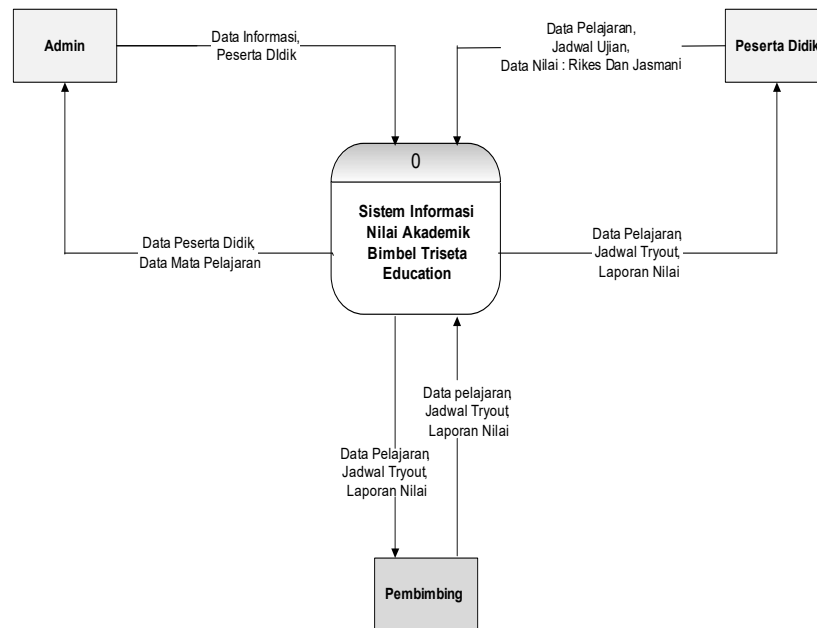 Admin
Data Informasi,
Peserta DIdik
Data Pelajaran,
Jadwal Ujian,
Data Nilai : Rikes Dan Jasmani
Peserta Didik
0
Sistem Informasi
Nilai Akademik
Bimbel Triseta
Education
Data Peserta Didik,
Data Mata Pelajaran
Data Pelajaran,
Jadwal Tryout,
Laporan Nilai
Data pelajaran,
Jadwal Tryout,
Laporan Nilai
Data Pelajaran,
Jadwal Tryout,
Laporan Nilai
Pembimbing